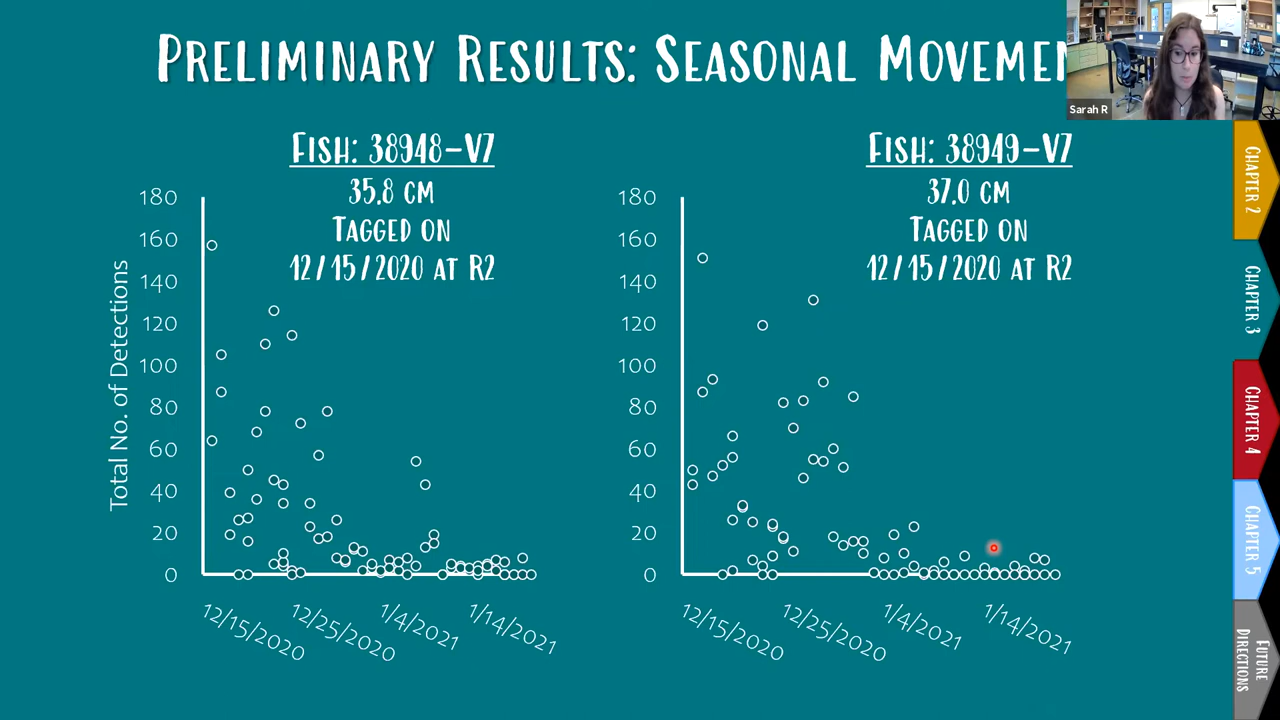 PRELIMINARY RESULTS: SEASONAL MOVEMEN
Sarah R
FISH: 38948-V7
35.8 CM
TAGGED ON
12/15/2020 AT R2
FISH: 38949-V7
37.0 CM
TAGGED ON
12/15/2020 AT R2
Total No. of Detections
180
160
140
120
100
80
60
40
20
0
12/15/2020
12/25/2020
1/4/2021
1/14/2021
180
160
140
120
100
80
60
40
20
0
12/15/2020
12/25/2020
1/4/2021
1/14/2021
CHAPTER 2
CHAPTER 3
CHAPTER 4
CHAPTER 5
FUTURE
DIRECTIONS